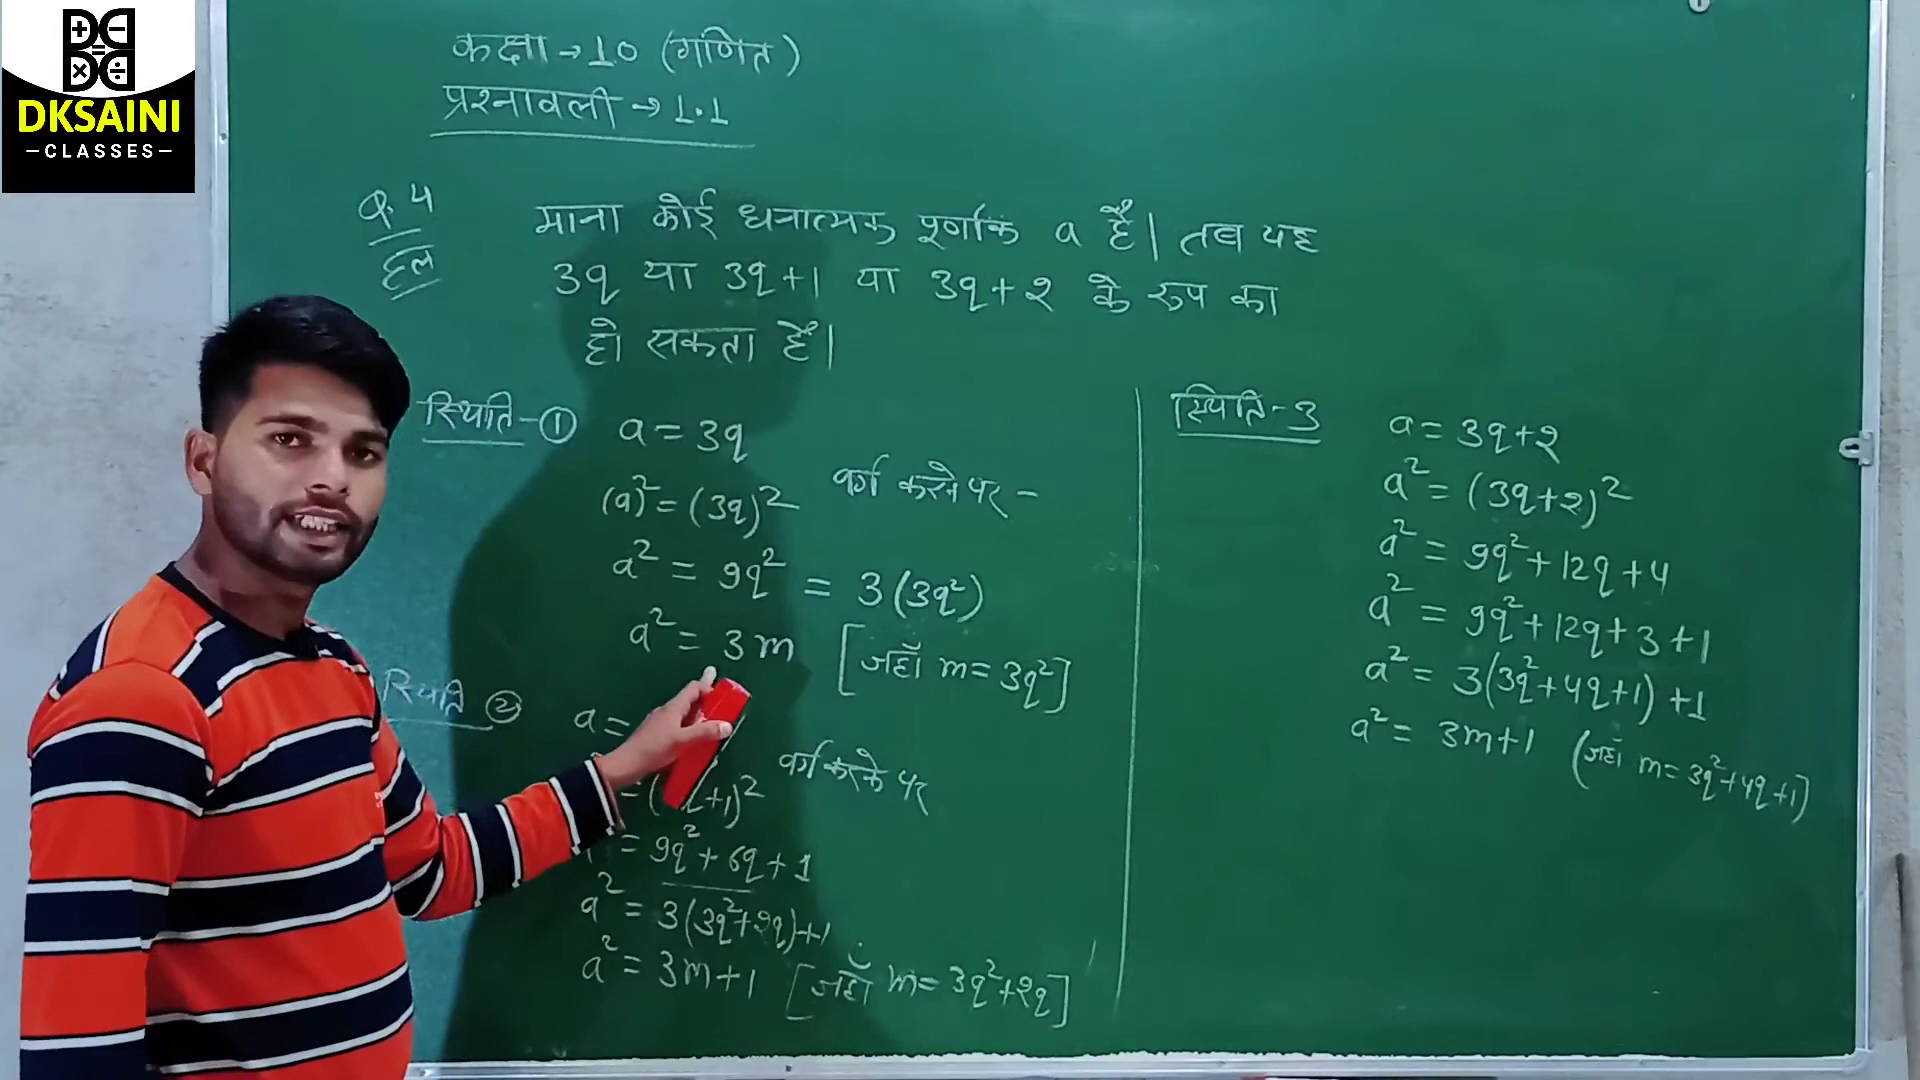 DKSAINI
CLASSES
कक्षा → 10 (गणित)
प्रश्नावली → 1.1
Q. 4
हल
माना कोई धनात्मक पूर्णांक a है। तब यह
3q या 3q+1 या 3q+2 के रूप का
हो सकता है।
स्थिति - ①
a = 3q
(a)² = (3q)² वर्ग करने पर -
a² = 9q² = 3(3q²)
a² = 3m [जहाँ m = 3q²]
स्थिति ②
a =
+1)² वर्ग करके पर
= 9q² + 6q + 1
a² = 3(3q²+2q)+1
a² = 3m+1 [जहाँ m = 3q²+2q]
स्थिति - 3
a = 3q+2
a² = (3q+2)²
a² = 9q² + 12q + 4
a² = 9q² + 12q + 3 + 1
a² = 3(3q²+4q+1) + 1
a² = 3m+1 (जहाँ m = 3q²+4q+1)